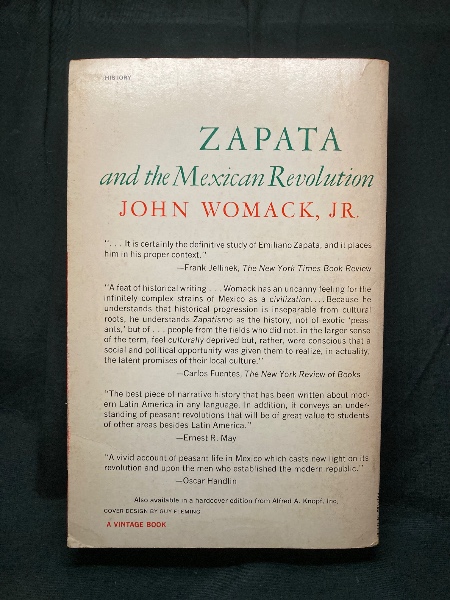 HISTORY
ZAPATA
and the Mexican Revolution
JOHN WOMACK, JR.
". . . It is certainly the definitive study of Emiliano Zapata, and it places
him in his proper context."
—Frank Jellinek, The New York Times Book Review
"A feat of historical writing . . . Womack has an uncanny feeling for the
infinitely complex strains of Mexico as a civilization. . . . Because he
understands that historical progression is inseparable from cultural
roots, he understands Zapatismo as the history, not of exotic 'peas-
ants,' but of . . . people from the fields who did not, in the larger sense
of the term, feel culturally deprived but, rather, were conscious that a
social and political opportunity was given them to realize, in actuality,
the latent promises of their local culture."
—Carlos Fuentes, The New York Review of Books
"The best piece of narrative history that has been written about mod-
ern Latin America in any language. In addition, it conveys an under-
standing of peasant revolutions that will be of great value to students
of other areas besides Latin America."
—Ernest R. May
"A vivid account of peasant life in Mexico which casts new light on its
revolution and upon the men who established the modern republic."
—Oscar Handlin
Also available in a hardcover edition from Alfred A. Knopf, Inc.
COVER DESIGN BY GUY FLEMING
A VINTAGE BOOK